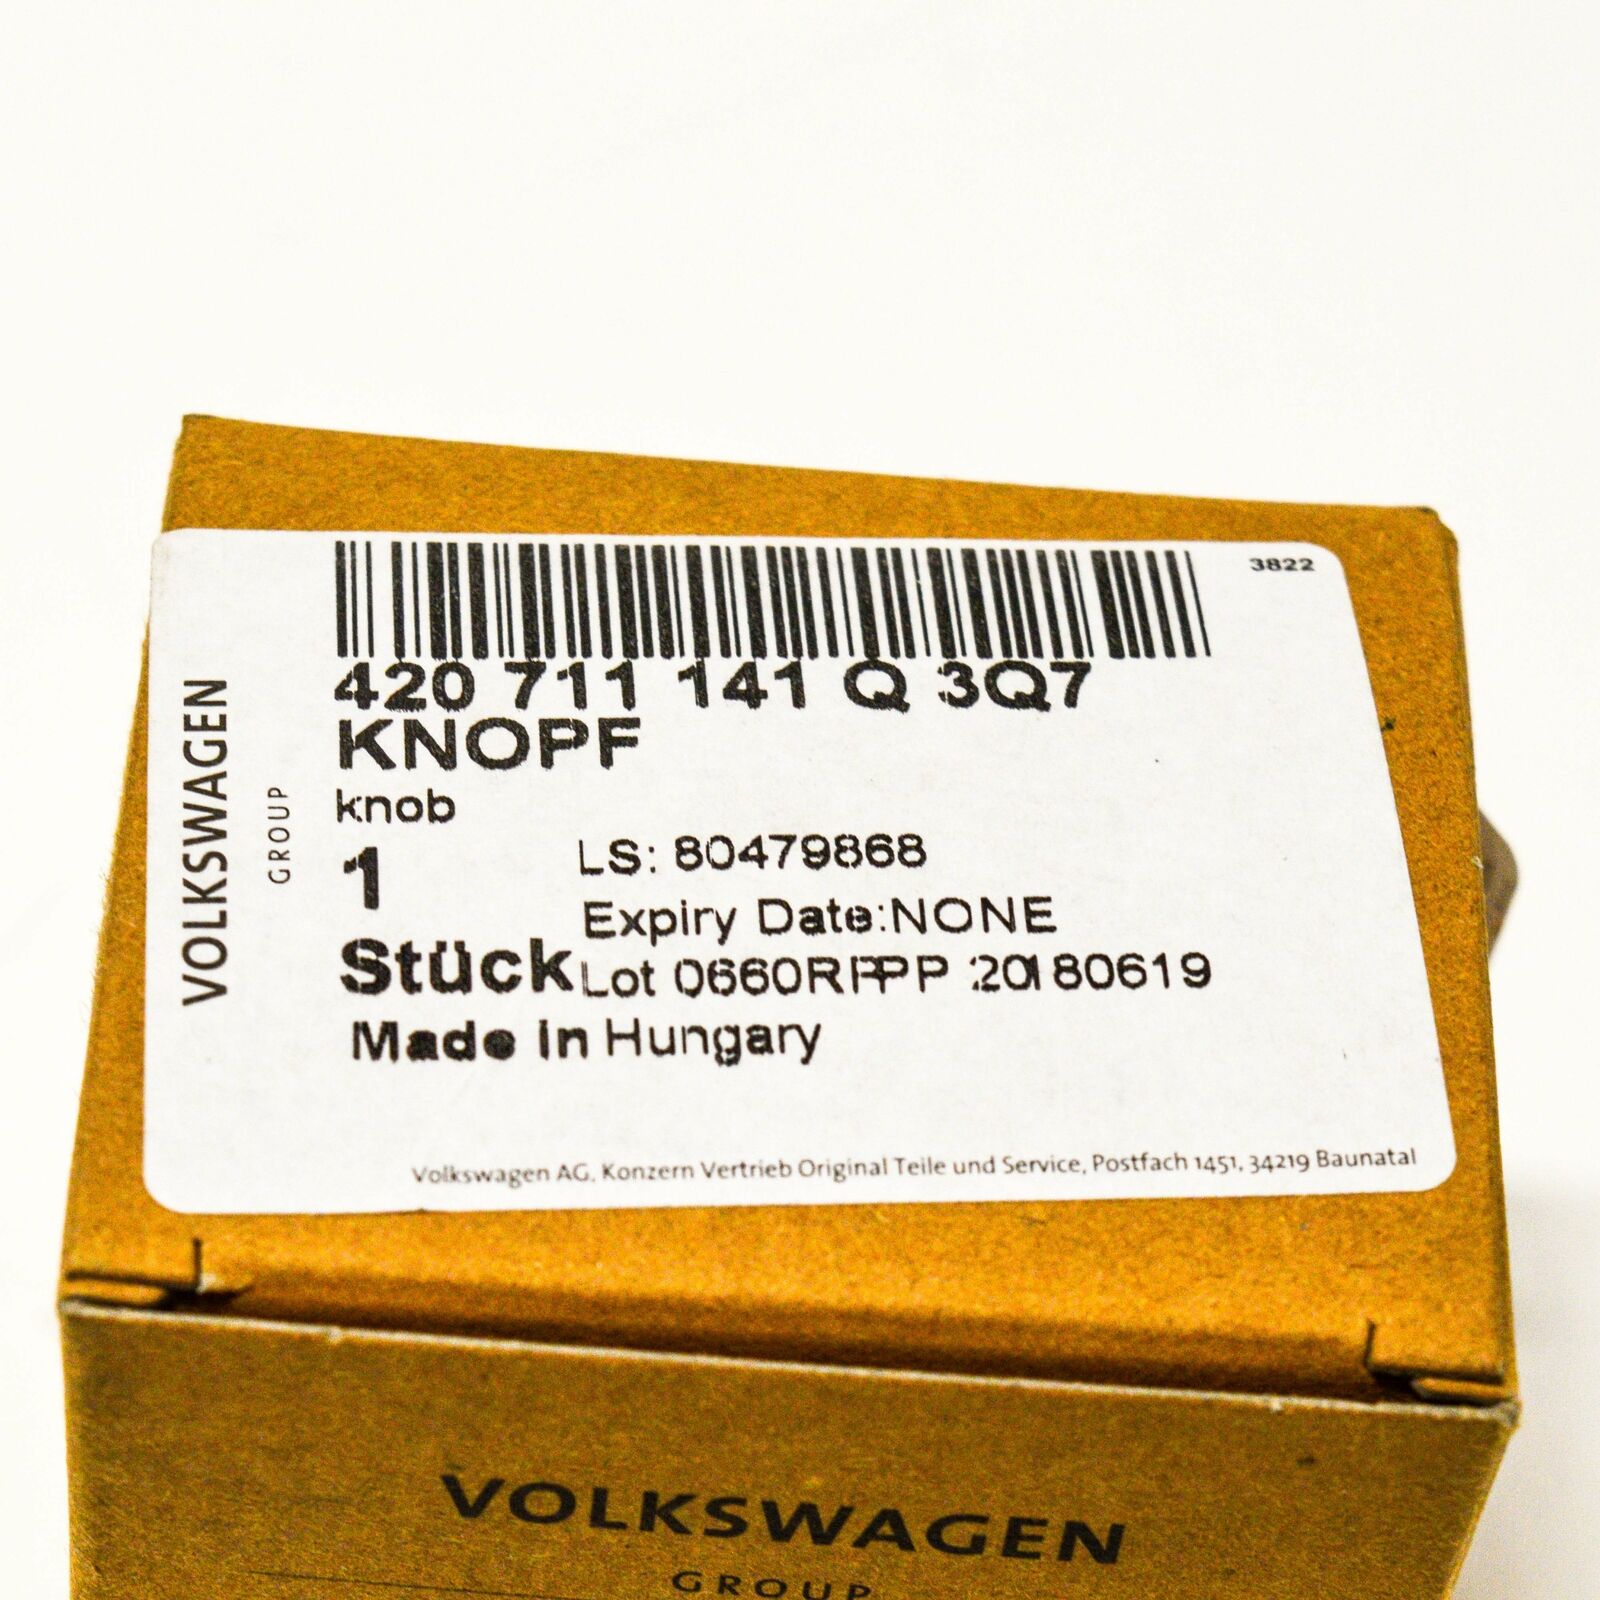 3822
420 711 141 Q 3Q7
KNOPF
knob
1
LS: 80479868
Expiry Date:NONE
Stück
Lot 0660RPPP 20180619
Made in Hungary
VOLKSWAGEN
GROUP
Volkswagen AG, Konzern Vertrieb Original Teile und Service, Postfach 1451, 34219 Baunatal
VOLKSWAGEN
GROUP